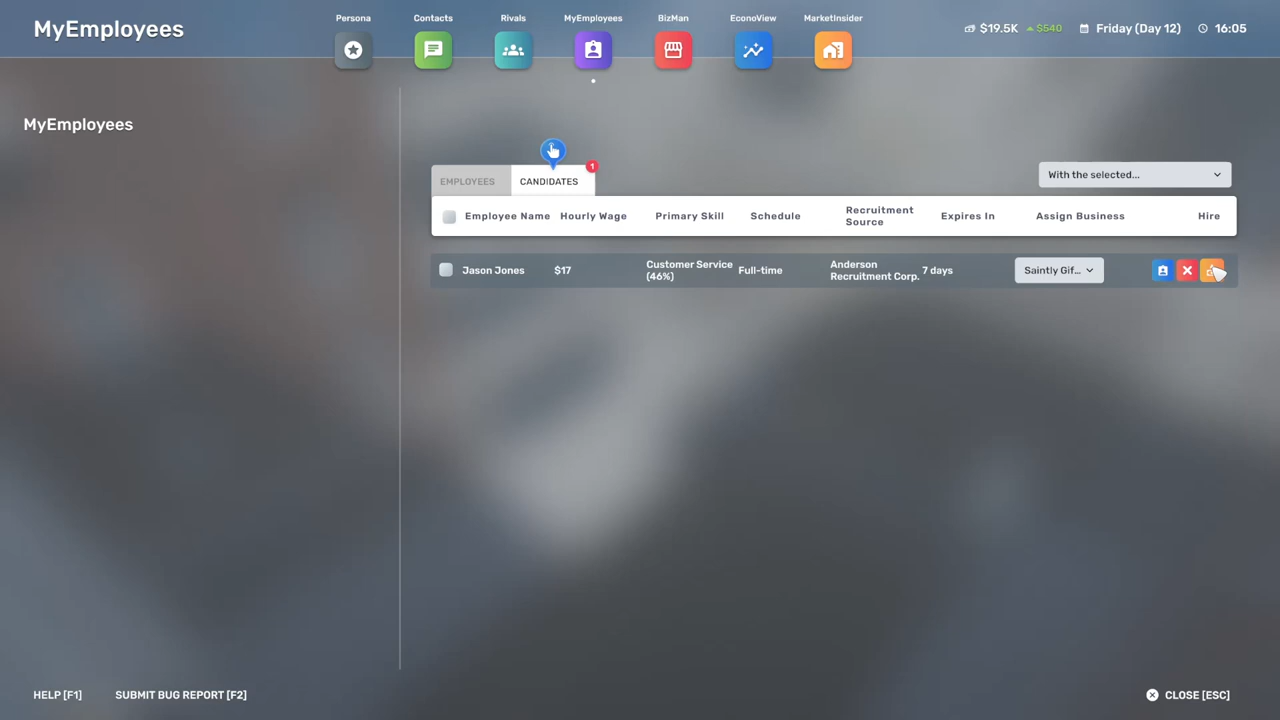 MyEmployees
Persona
Contacts
Rivals
MyEmployees
BizMan
EconoView
MarketInsider
$19.5K
$540
Friday (Day 12)
16:05
MyEmployees
EMPLOYEES
CANDIDATES
1
With the selected...
Employee Name
Hourly Wage
Primary Skill
Schedule
Recruitment
Source
Expires In
Assign Business
Hire
Jason Jones
$17
Customer Service
(46%)
Full-time
Anderson
Recruitment Corp.
7 days
Saintly Gif...
HELP [F1]
SUBMIT BUG REPORT [F2]
CLOSE [ESC]